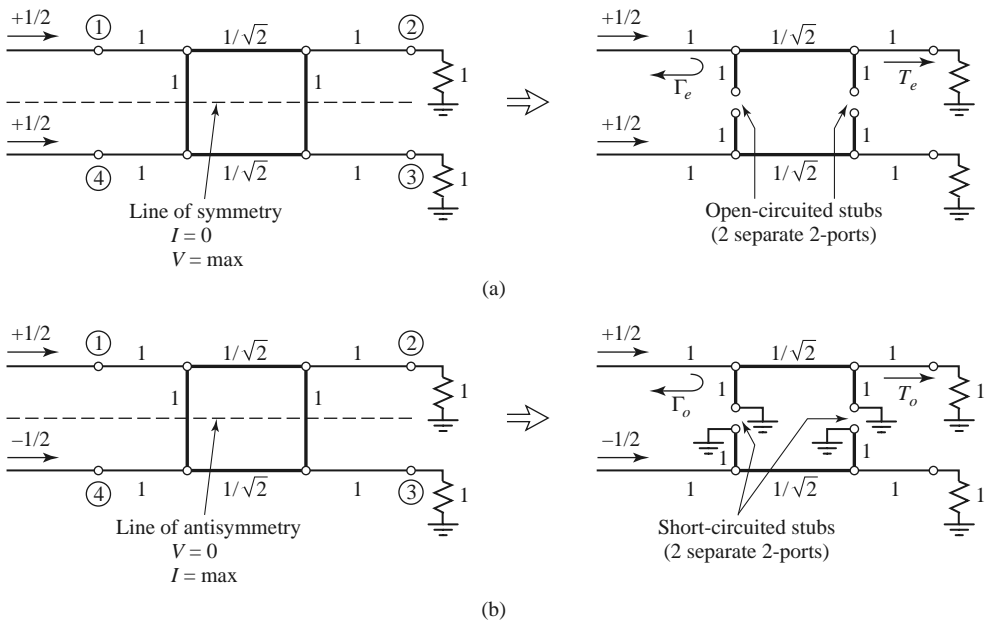 +1/2 ① 1 1/√2 1 ②
1 1 1
+1/2
④ 1 1/√2 1 ③ 1
Line of symmetry
I = 0
V = max
+1/2 1 1/√2 1
Γe 1 1 Te 1
+1/2 1 1
1 1/√2 1 1
Open-circuited stubs
(2 separate 2-ports)
(a)
+1/2 ① 1 1/√2 1 ②
1 1 1
–1/2
④ 1 1/√2 1 ③ 1
Line of antisymmetry
V = 0
I = max
+1/2 1 1/√2 1
Γo 1 1 To 1
–1/2 1 1
1 1/√2 1 1
Short-circuited stubs
(2 separate 2-ports)
(b)